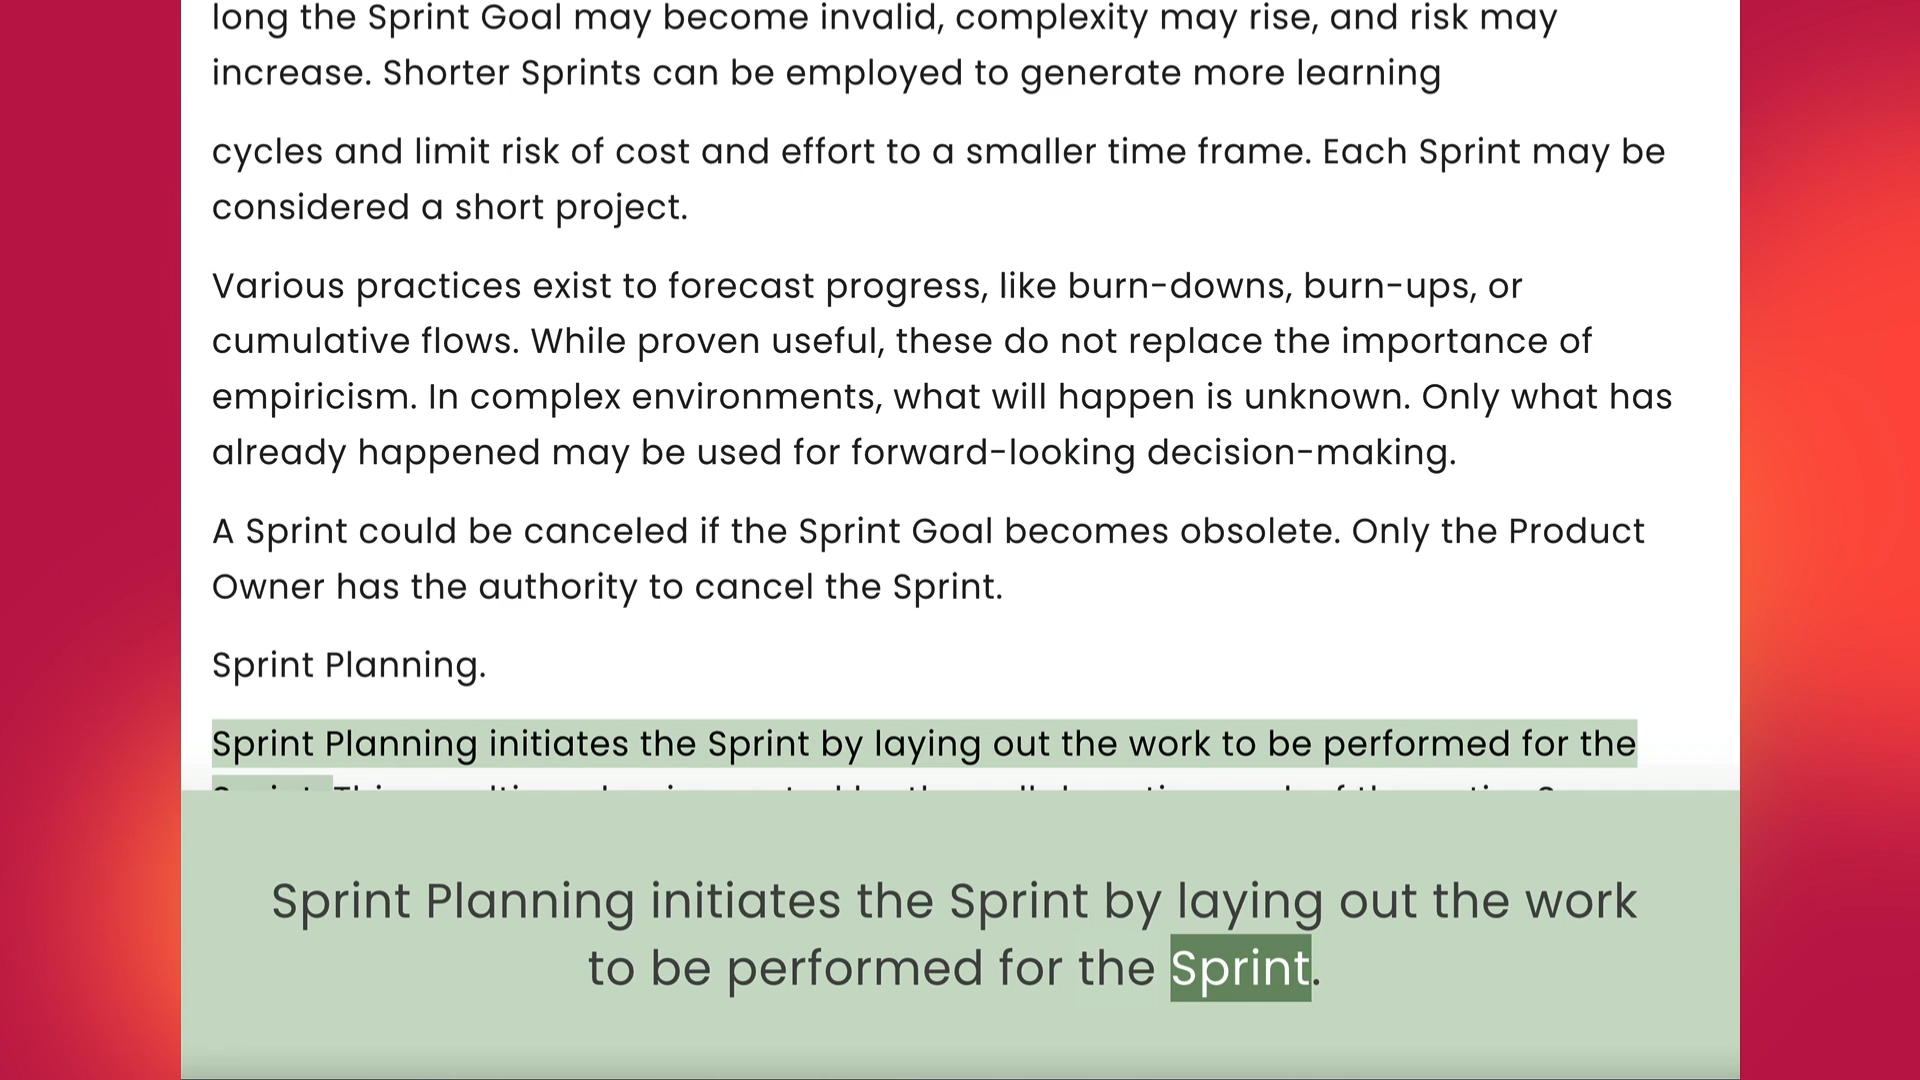 long the Sprint Goal may become invalid, complexity may rise, and risk may
increase. Shorter Sprints can be employed to generate more learning
cycles and limit risk of cost and effort to a smaller time frame. Each Sprint may be
considered a short project.
Various practices exist to forecast progress, like burn-downs, burn-ups, or
cumulative flows. While proven useful, these do not replace the importance of
empiricism. In complex environments, what will happen is unknown. Only what has
already happened may be used for forward-looking decision-making.
A Sprint could be canceled if the Sprint Goal becomes obsolete. Only the Product
Owner has the authority to cancel the Sprint.
Sprint Planning.
Sprint Planning initiates the Sprint by laying out the work to be performed for the
Sprint Planning initiates the Sprint by laying out the work
to be performed for the Sprint.